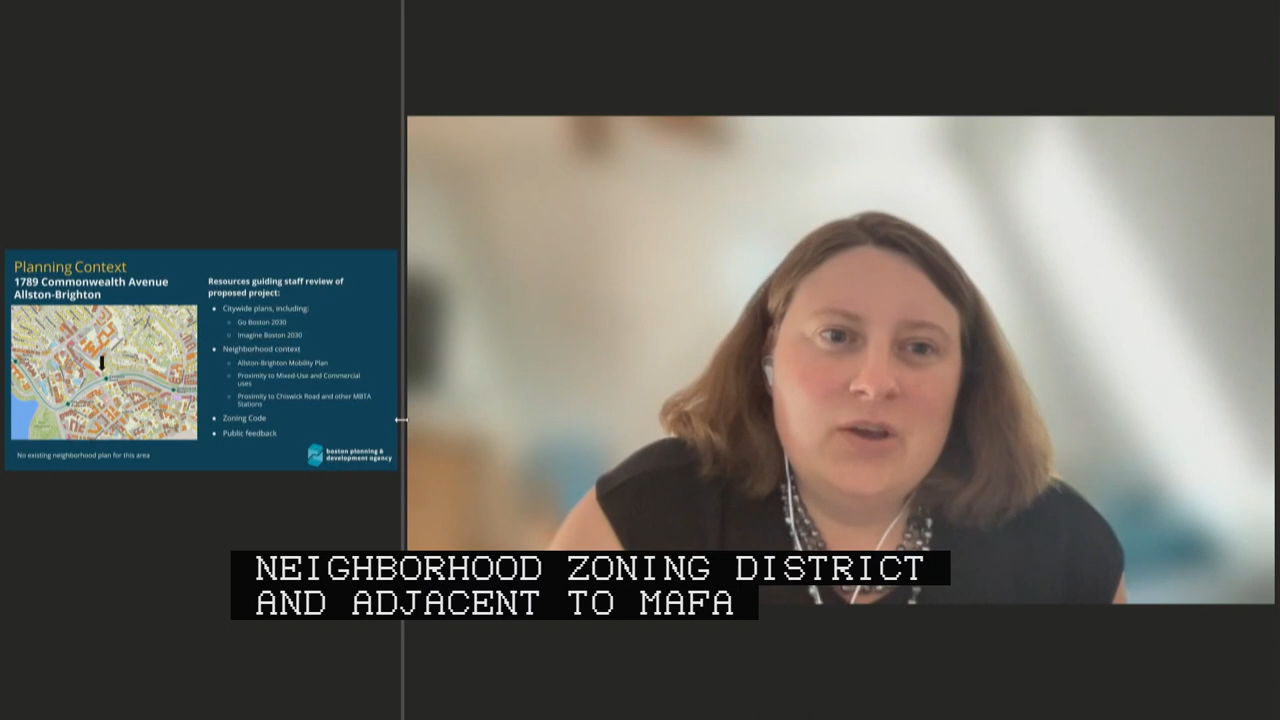 Planning Context
1789 Commonwealth Avenue
Allston-Brighton
No existing neighborhood plan for this area
Resources guiding staff review of
proposed project:
Citywide plans, including:
Go Boston 2030
Imagine Boston 2030
Neighborhood context
Allston-Brighton Mobility Plan
Proximity to Mixed-Use and Commercial
uses
Proximity to Chiswick Road and other MBTA
Stations
Zoning Code
Public feedback
boston planning &
development agency
NEIGHBORHOOD ZONING DISTRICT
AND ADJACENT TO MAFA